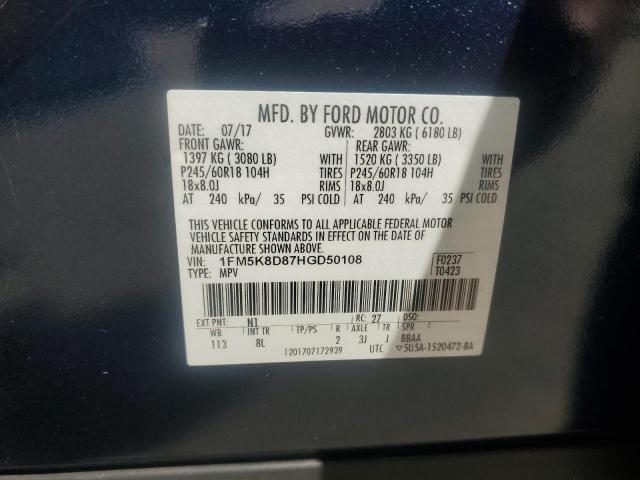 MFD. BY FORD MOTOR CO.
DATE: 07/17 GVWR: 2803 KG ( 6180 LB)
FRONT GAWR: REAR GAWR:
1397 KG ( 3080 LB) WITH 1520 KG ( 3350 LB) WITH
P245/60R18 104H TIRES P245/60R18 104H TIRES
18x8.0J RIMS 18x8.0J RIMS
AT 240 kPa/ 35 PSI COLD AT 240 kPa/ 35 PSI COLD
THIS VEHICLE CONFORMS TO ALL APPLICABLE FEDERAL MOTOR
VEHICLE SAFETY STANDARDS IN EFFECT ON THE DATE OF
MANUFACTURE SHOWN ABOVE.
VIN: 1FM5K8D87HGD50108 F0237
TYPE: MPV T0423
EXT PNT: N1 RC: 27 DSO:
WB INT TR TP/PS R AXLE TR SPR
113 8L 2 3J J BBAA
1201707172939 UTC ▽5U5A-1520472-BA